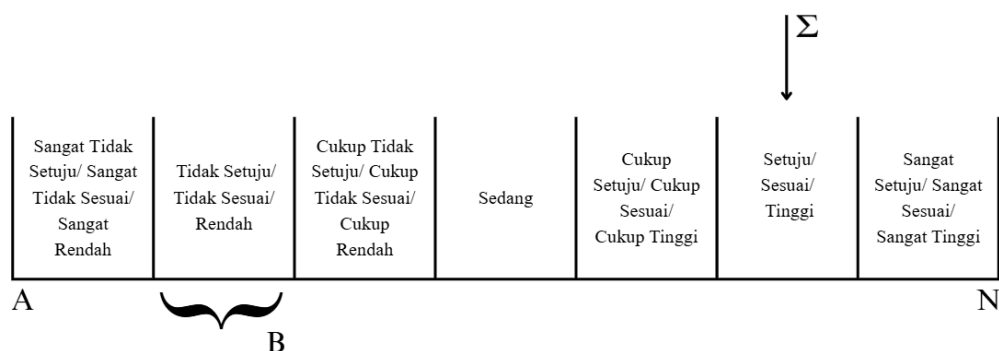 Σ
Sangat Tidak
Setuju/ Sangat
Tidak Sesuai/
Sangat
Rendah
Tidak Setuju/
Tidak Sesuai/
Rendah
Cukup Tidak
Setuju/ Cukup
Tidak Sesuai/
Cukup
Rendah
Sedang
Cukup
Setuju/ Cukup
Sesuai/
Cukup Tinggi
Setuju/
Sesuai/
Tinggi
Sangat
Setuju/ Sangat
Sesuai/
Sangat Tinggi
A
N
B